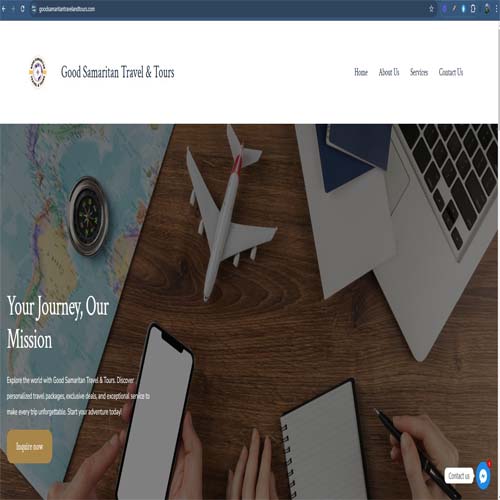 goodsamaritantravelandtours.com
Good Samaritan Travel & Tours
Home About Us Services Contact Us
Your Journey, Our
Mission
Explore the world with Good Samaritan Travel & Tours. Discover
personalized travel packages, exclusive deals, and exceptional service to
make every trip unforgettable. Start your adventure today!
Inquire now
Contact us